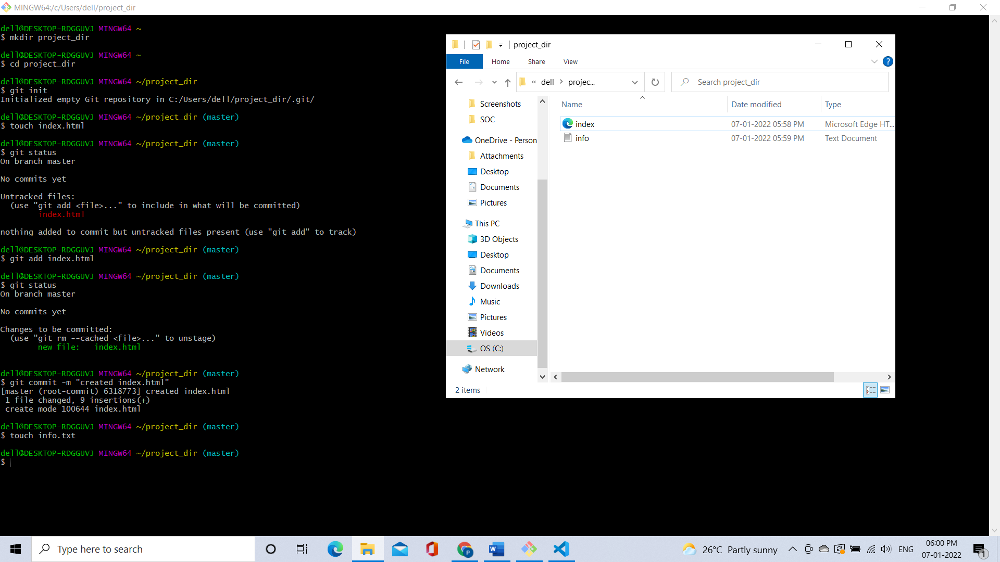 MINGW64:/c/Users/dell/project_dir
dell@DESKTOP-RDGGUVJ MINGW64 ~
$ mkdir project_dir
dell@DESKTOP-RDGGUVJ MINGW64 ~
$ cd project_dir
dell@DESKTOP-RDGGUVJ MINGW64 ~/project_dir
$ git init
Initialized empty Git repository in C:/Users/dell/project_dir/.git/
dell@DESKTOP-RDGGUVJ MINGW64 ~/project_dir (master)
$ touch index.html
dell@DESKTOP-RDGGUVJ MINGW64 ~/project_dir (master)
$ git status
On branch master
No commits yet
Untracked files:
  (use "git add <file>..." to include in what will be committed)
        index.html
nothing added to commit but untracked files present (use "git add" to track)
dell@DESKTOP-RDGGUVJ MINGW64 ~/project_dir (master)
$ git add index.html
dell@DESKTOP-RDGGUVJ MINGW64 ~/project_dir (master)
$ git status
On branch master
No commits yet
Changes to be committed:
  (use "git rm --cached <file>..." to unstage)
        new file:   index.html
dell@DESKTOP-RDGGUVJ MINGW64 ~/project_dir (master)
$ git commit -m "created index.html"
[master (root-commit) 6318773] created index.html
 1 file changed, 9 insertions(+)
 create mode 100644 index.html
dell@DESKTOP-RDGGUVJ MINGW64 ~/project_dir (master)
$ touch info.txt
dell@DESKTOP-RDGGUVJ MINGW64 ~/project_dir (master)
$
project_dir
File Home Share View
« dell > projec...
Search project_dir
Screenshots
SOC
OneDrive - Person
Attachments
Desktop
Documents
Pictures
This PC
3D Objects
Desktop
Documents
Downloads
Music
Pictures
Videos
OS (C:)
Network
Name Date modified Type
index 07-01-2022 05:58 PM Microsoft Edge HT...
info 07-01-2022 05:59 PM Text Document
2 items
Type here to search
26°C Partly sunny
ENG
06:00 PM
07-01-2022
1